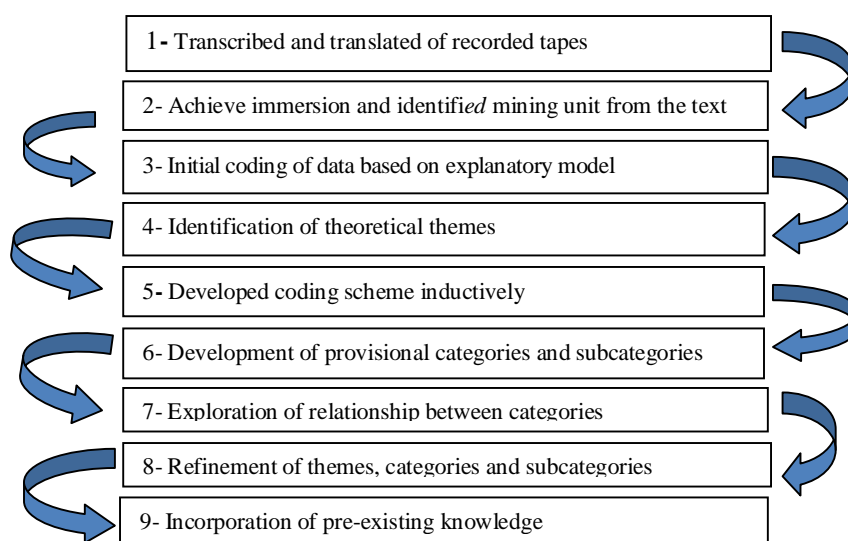 1- Transcribed and translated of recorded tapes
2- Achieve immersion and identified mining unit from the text
3- Initial coding of data based on explanatory model
4- Identification of theoretical themes
5- Developed coding scheme inductively
6- Development of provisional categories and subcategories
7- Exploration of relationship between categories
8- Refinement of themes, categories and subcategories
9- Incorporation of pre-existing knowledge